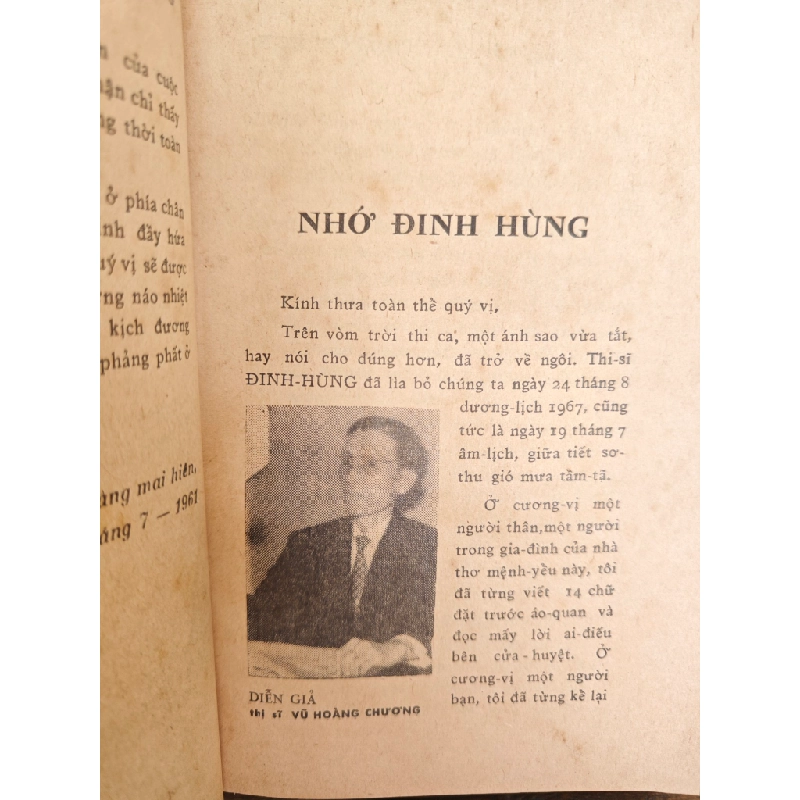 của cuộc
chỉ thấy
thời toàn
ở phía chân
đầy hứa
vị sẽ được
náo nhiệt
kịch đương
phảng phất ở
mai hiên,
7 — 1961
NHỚ ĐINH HÙNG
Kính thưa toàn thể quý vị,
Trên vòm trời thi ca, một ánh sao vừa tắt,
hay nói cho đúng hơn, đã trở về ngôi. Thi-sĩ
ĐINH-HÙNG đã lìa bỏ chúng ta ngày 24 tháng 8
dương-lịch 1967, cũng
tức là ngày 19 tháng 7
âm-lịch, giữa tiết sơ-
thu gió mưa tầm-tã.
Ở cương-vị một
người thân, một người
trong gia-đình của nhà
thơ mệnh-yểu này, tôi
đã từng viết 14 chữ
đặt trước áo-quan và
đọc mấy lời ai-điếu
bên cửa-huyệt. Ở
cương-vị một người
bạn, tôi đã từng kể lại
DIỄN GIẢ
thi sĩ VŨ HOÀNG CHƯƠNG